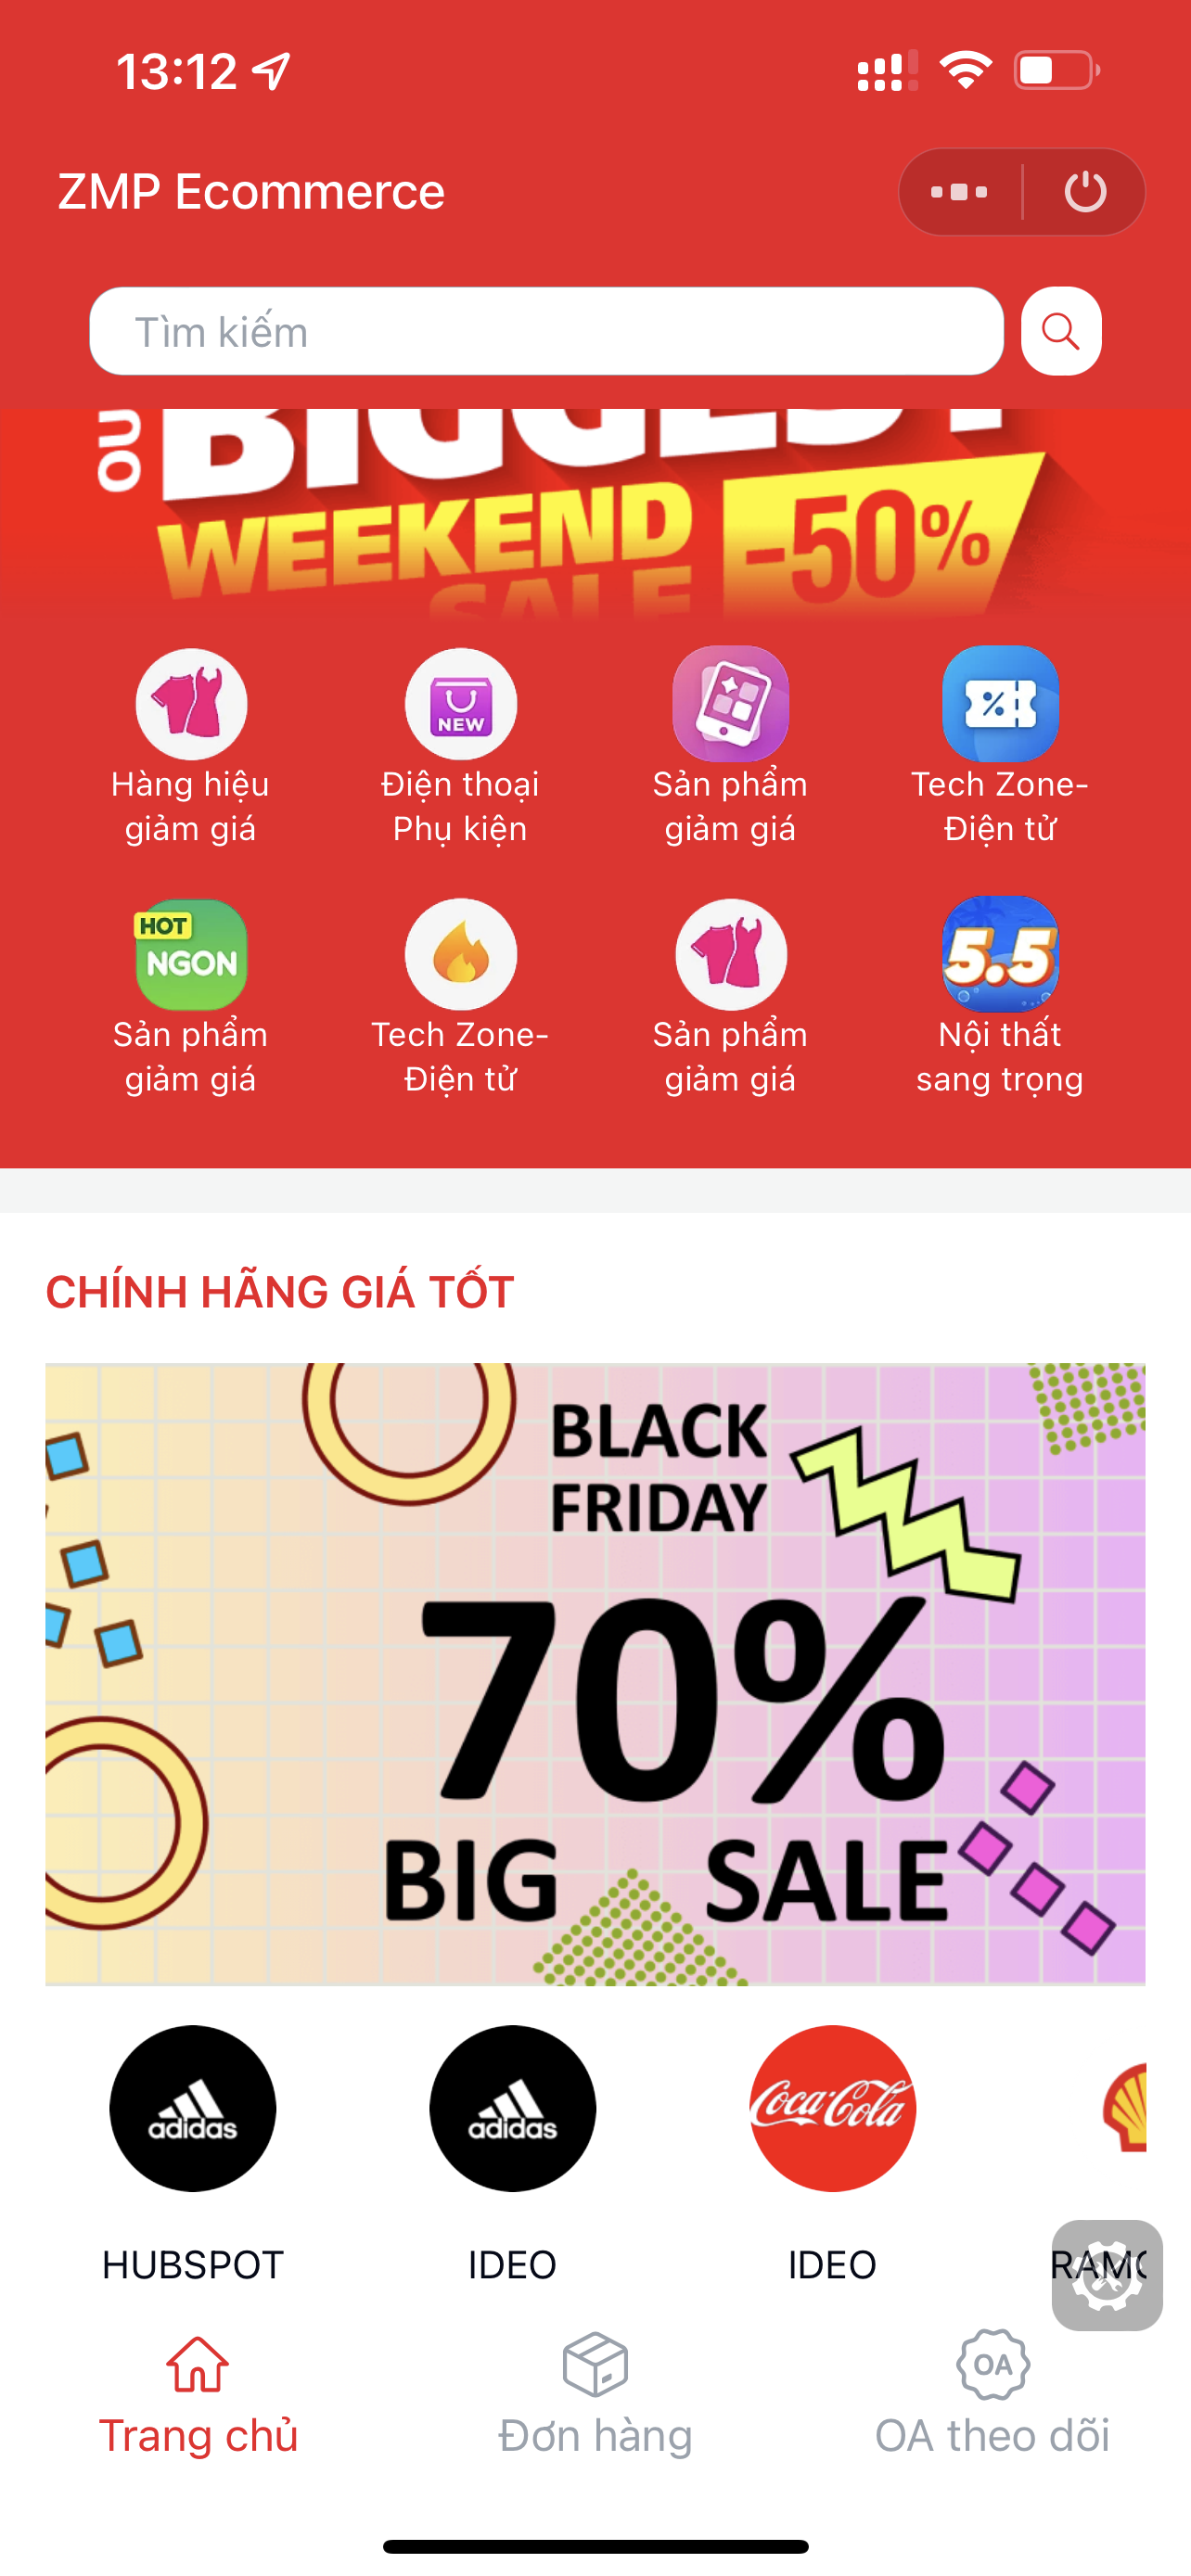 13:12
ZMP Ecommerce
Tìm kiếm
OU
BIGGEST
WEEKEND
-50%
SALE
NEW
%
Hàng hiệu
giảm giá
Điện thoại
Phụ kiện
Sản phẩm
giảm giá
Tech Zone-
Điện tử
HOT
NGON
5.5
Sản phẩm
giảm giá
Tech Zone-
Điện tử
Sản phẩm
giảm giá
Nội thất
sang trọng
CHÍNH HÃNG GIÁ TỐT
BLACK
FRIDAY
70%
BIG SALE
adidas
adidas
Coca-Cola
HUBSPOT
IDEO
IDEO
OA
Trang chủ
Đơn hàng
OA theo dõi